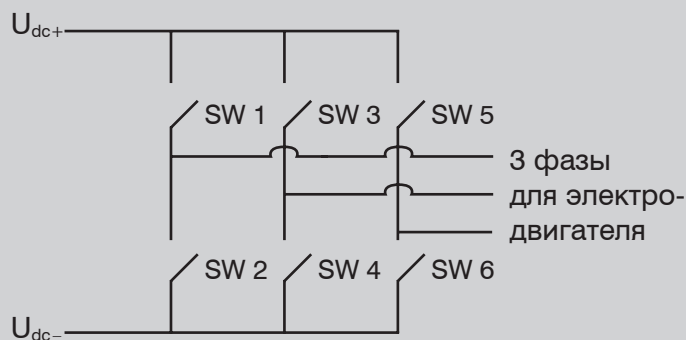 Udc+
SW 1 SW 3 SW 5
3 фазы
для электро-
двигателя
SW 2 SW 4 SW 6
Udc–